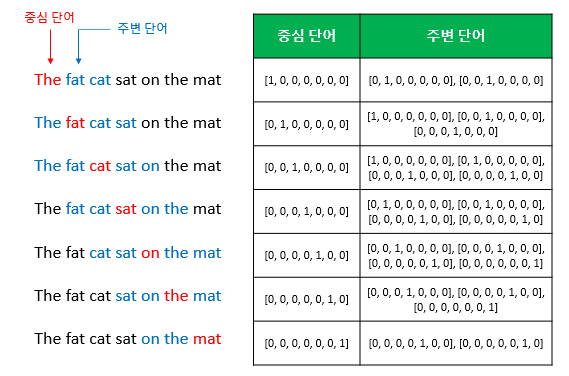 중심 단어
주변 단어
The fat cat sat on the mat
The fat cat sat on the mat
The fat cat sat on the mat
The fat cat sat on the mat
The fat cat sat on the mat
The fat cat sat on the mat
The fat cat sat on the mat
중심 단어 주변 단어
[1, 0, 0, 0, 0, 0, 0] [0, 1, 0, 0, 0, 0, 0], [0, 0, 1, 0, 0, 0, 0]
[0, 1, 0, 0, 0, 0, 0] [1, 0, 0, 0, 0, 0, 0], [0, 0, 1, 0, 0, 0, 0],
[0, 0, 0, 1, 0, 0, 0]
[0, 0, 1, 0, 0, 0, 0] [1, 0, 0, 0, 0, 0, 0], [0, 1, 0, 0, 0, 0, 0],
[0, 0, 0, 1, 0, 0, 0], [0, 0, 0, 0, 1, 0, 0]
[0, 0, 0, 1, 0, 0, 0] [0, 1, 0, 0, 0, 0, 0], [0, 0, 1, 0, 0, 0, 0],
[0, 0, 0, 0, 1, 0, 0], [0, 0, 0, 0, 0, 1, 0]
[0, 0, 0, 0, 1, 0, 0] [0, 0, 1, 0, 0, 0, 0], [0, 0, 0, 1, 0, 0, 0],
[0, 0, 0, 0, 0, 1, 0], [0, 0, 0, 0, 0, 0, 1]
[0, 0, 0, 0, 0, 1, 0] [0, 0, 0, 1, 0, 0, 0], [0, 0, 0, 0, 1, 0, 0],
[0, 0, 0, 0, 0, 0, 1]
[0, 0, 0, 0, 0, 0, 1] [0, 0, 0, 0, 1, 0, 0], [0, 0, 0, 0, 0, 1, 0]